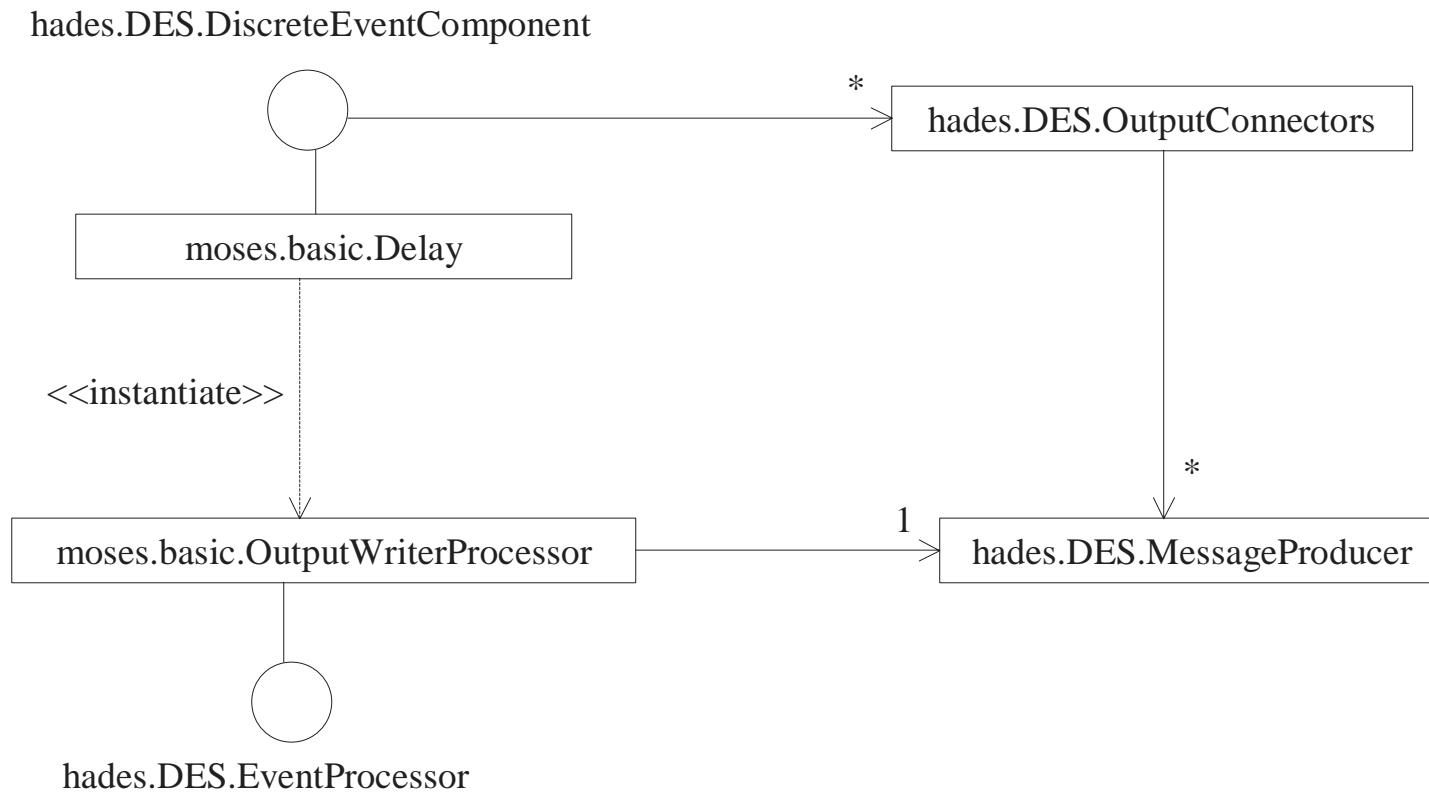 hades.DES.DiscreteEventComponent
*
hades.DES.OutputConnectors
moses.basic.Delay
<<instantiate>>
*
1
moses.basic.OutputWriterProcessor
hades.DES.MessageProducer
hades.DES.EventProcessor